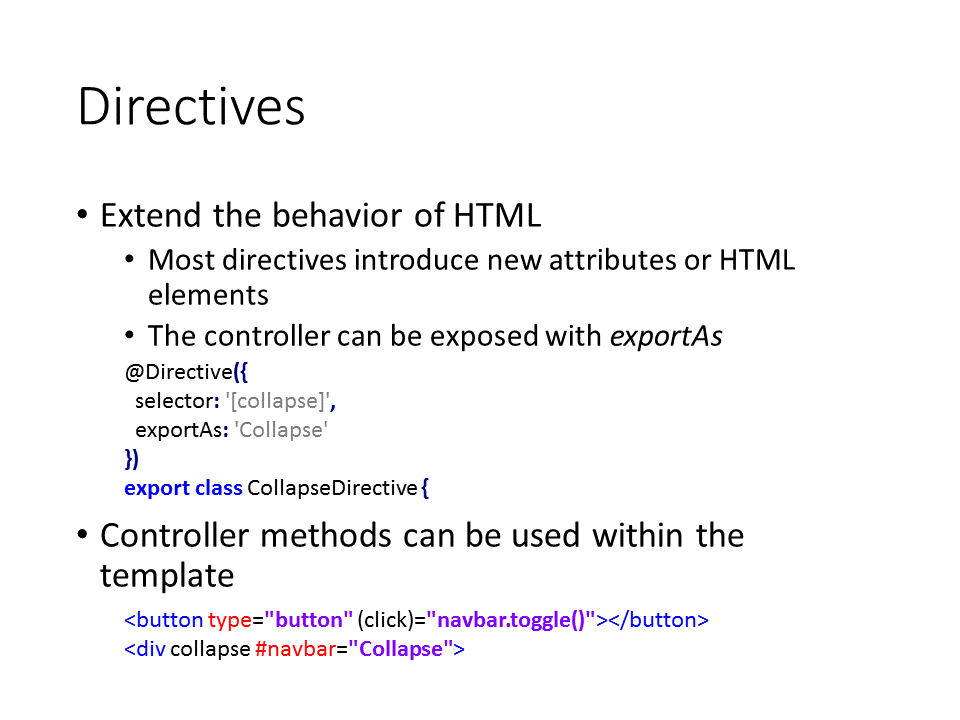 Directives
• Extend the behavior of HTML
• Most directives introduce new attributes or HTML
elements
• The controller can be exposed with exportAs
@Directive({
selector: '[collapse]',
exportAs: 'Collapse'
})
export class CollapseDirective {
• Controller methods can be used within the
template
<button type="button" (click)="navbar.toggle()"></button>
<div collapse #navbar="Collapse">